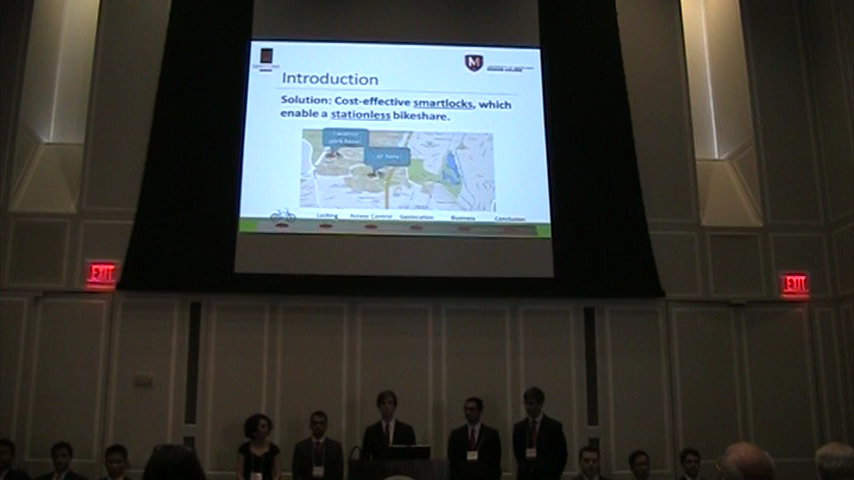 Introduction
Solution: Cost-effective smartlocks, which
enable a stationless bikeshare.
park here
or here!
Locking Access Control Geolocation Business Conclusion
EXIT
EXIT
M